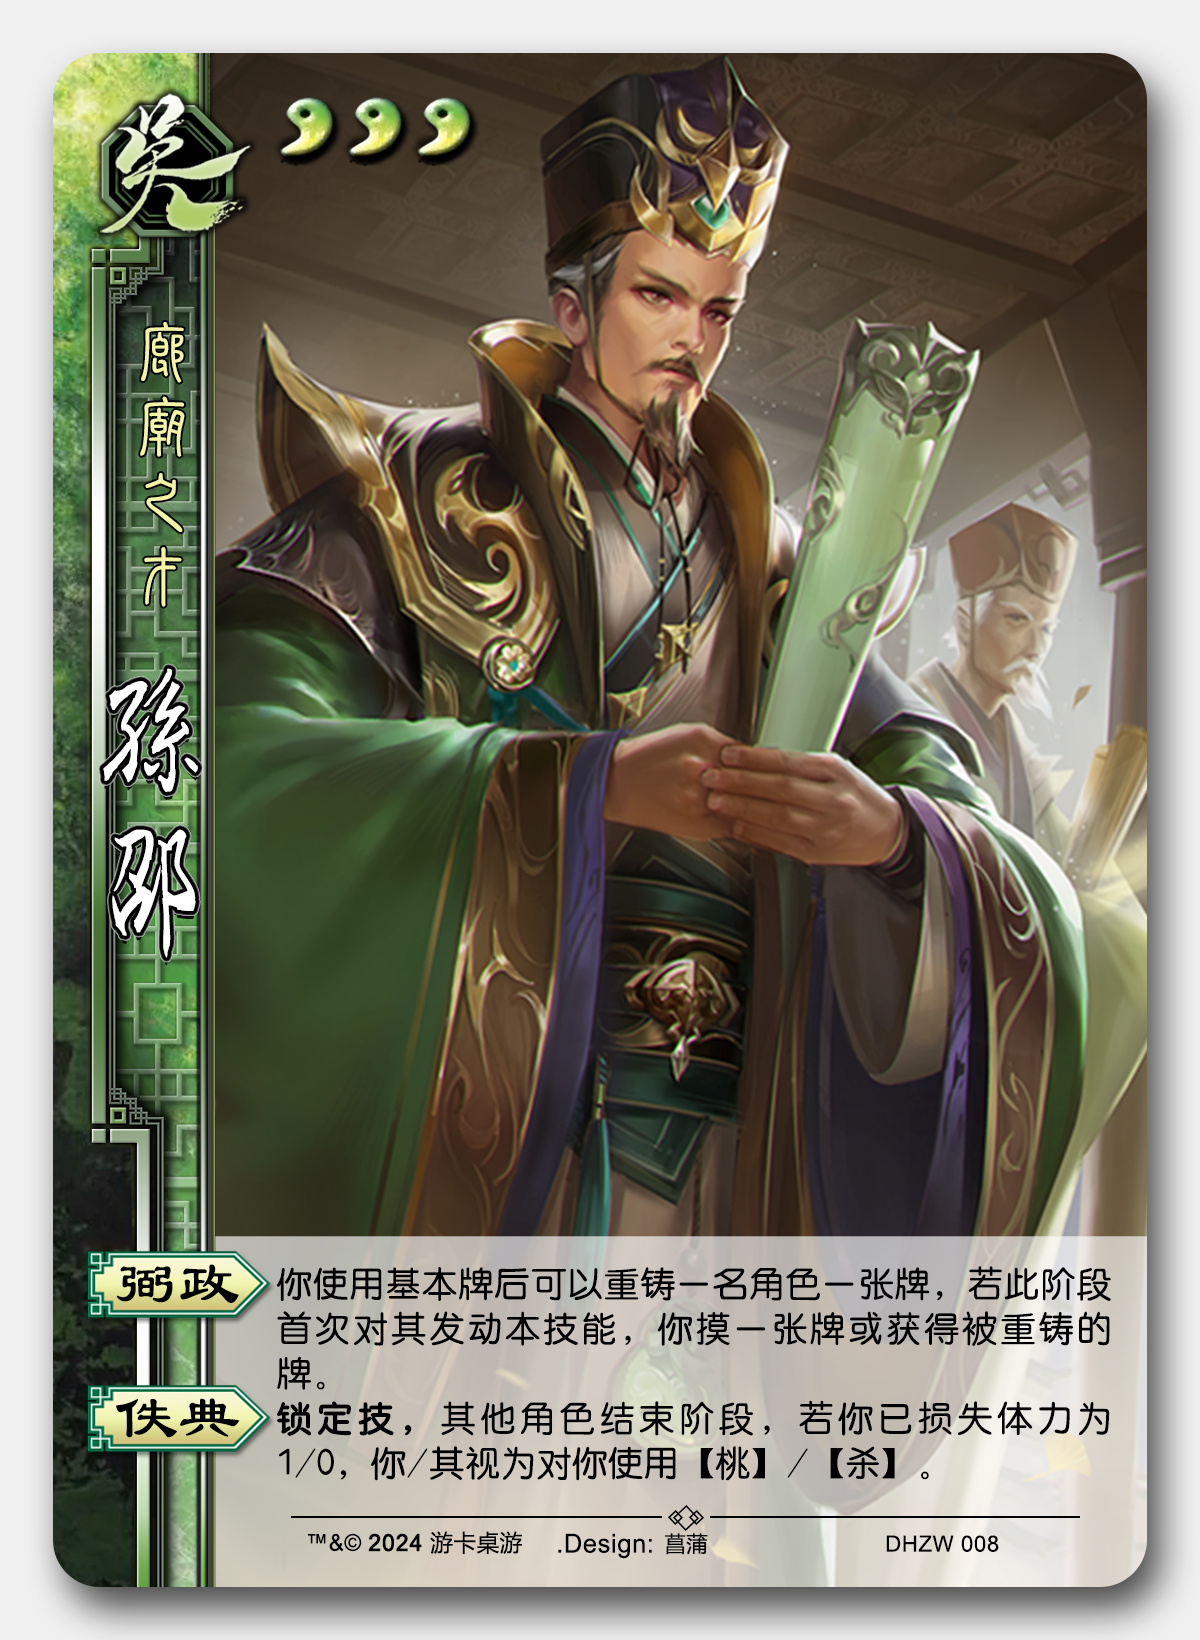 吴
廊廟之才
孫邵
弼政
你使用基本牌后可以重铸一名角色一张牌，若此阶段
首次对其发动本技能，你摸一张牌或获得被重铸的
牌。
佚典
锁定技，其他角色结束阶段，若你已损失体力为
1/0，你/其视为对你使用【桃】/【杀】。
™&© 2024 游卡桌游 .Design: 菖蒲 DHZW 008